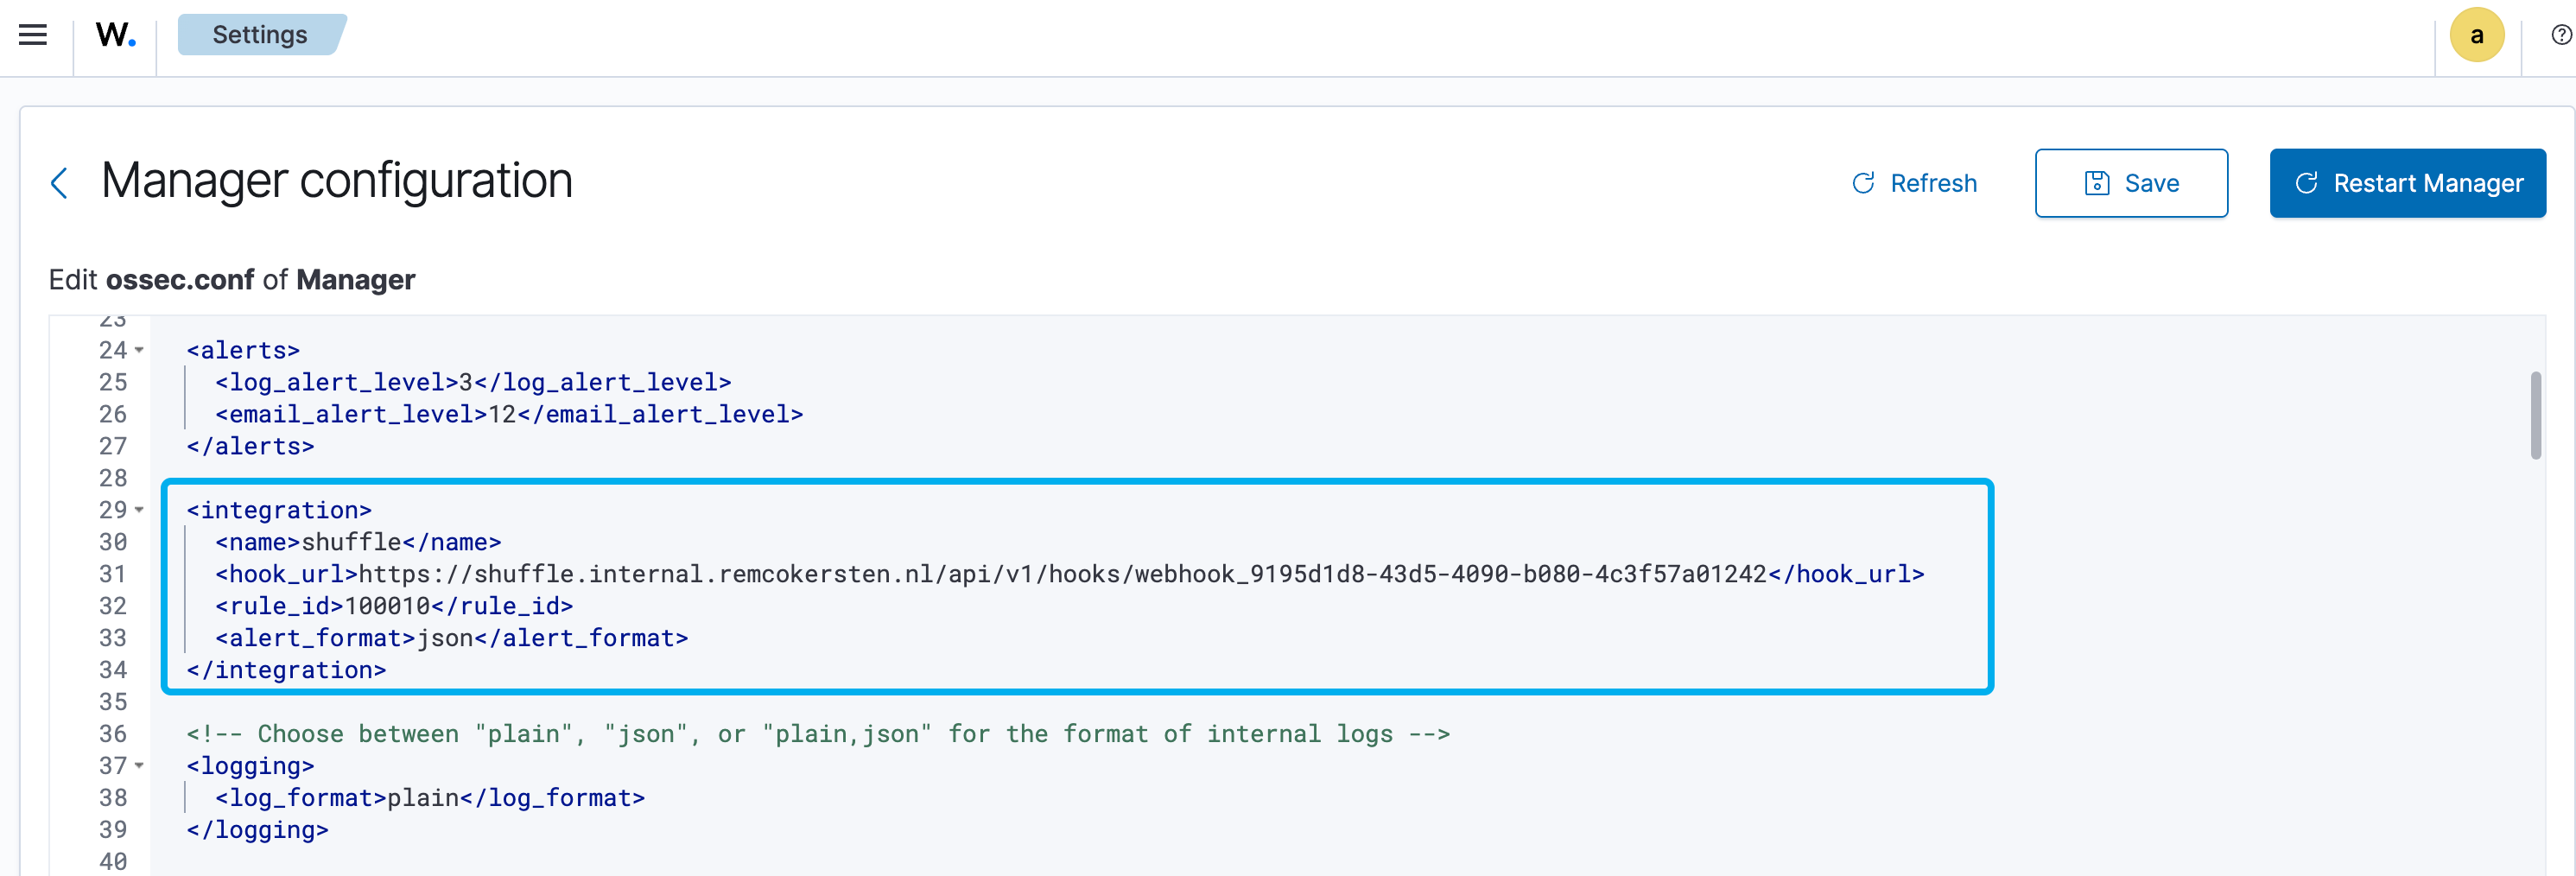 W.
Settings
a
Manager configuration
Refresh
Save
Restart Manager
Edit ossec.conf of Manager
23
24 <alerts>
25 <log_alert_level>3</log_alert_level>
26 <email_alert_level>12</email_alert_level>
27 </alerts>
28
29 <integration>
30 <name>shuffle</name>
31 <hook_url>https://shuffle.internal.remcokersten.nl/api/v1/hooks/webhook_9195d1d8-43d5-4090-b080-4c3f57a01242</hook_url>
32 <rule_id>100010</rule_id>
33 <alert_format>json</alert_format>
34 </integration>
35
36 <!-- Choose between "plain", "json", or "plain,json" for the format of internal logs -->
37 <logging>
38 <log_format>plain</log_format>
39 </logging>
40